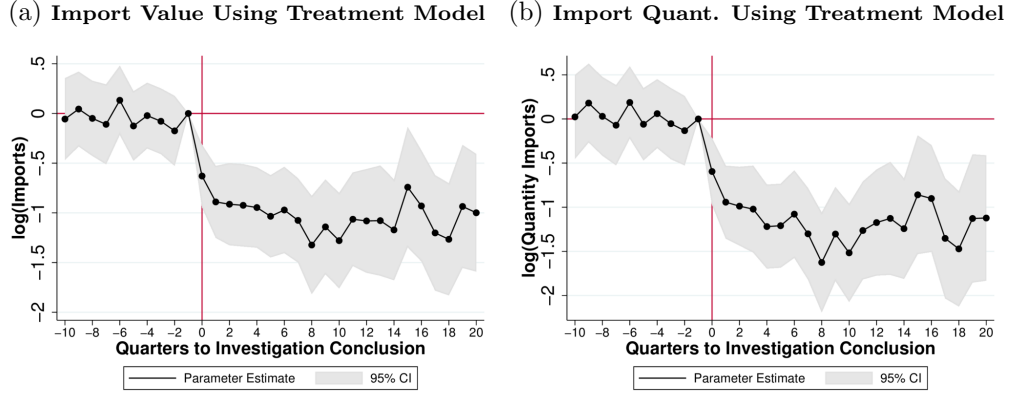 (a) Import Value Using Treatment Model
.5
0
-.5
-1
-1.5
-2
log(Imports)
-10 -8 -6 -4 -2 0 2 4 6 8 10 12 14 16 18 20
Quarters to Investigation Conclusion
Parameter Estimate 95% CI
(b) Import Quant. Using Treatment Model
.5
0
-.5
-1
-1.5
-2
log(Quantity Imports)
-10 -8 -6 -4 -2 0 2 4 6 8 10 12 14 16 18 20
Quarters to Investigation Conclusion
Parameter Estimate 95% CI